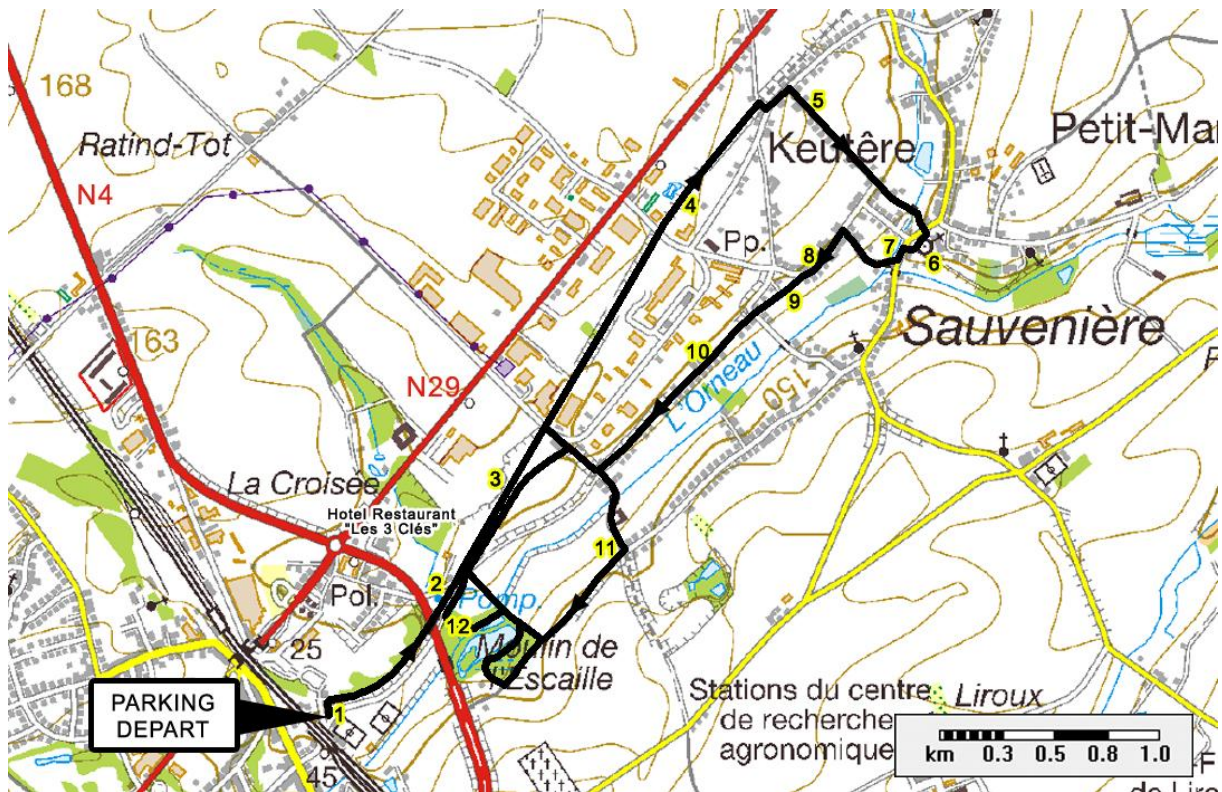 168
Ratind-Tot
N4
163
La Croisée
N29
Hotel Restaurant
"Les 3 Clés"
Pol.
25
45
PARKING
DEPART
1
2
3
4
5
Keutêre
Petit-Mar
6
7
8
Pp.
9
10
Sauvenière
L'Orneau
150
11
12
Pomp.
Moulin de
l'Escaille
Stations du centre
de recherche
agronomique
Liroux
km 0.3 0.5 0.8 1.0
F
de Liro